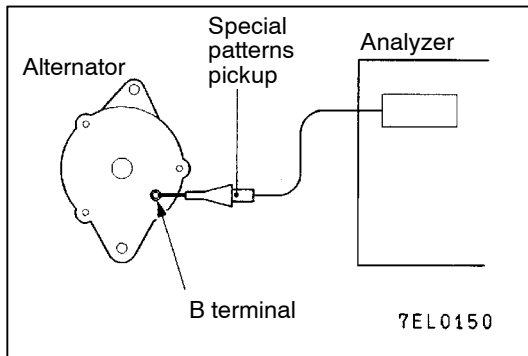 Special
patterns
pickup
Analyzer
Alternator
B terminal
7EL0150